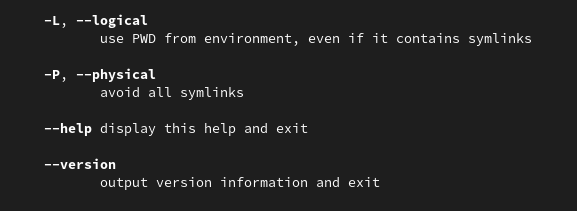 -L, --logical
use PWD from environment, even if it contains symlinks
-P, --physical
avoid all symlinks
--help display this help and exit
--version
output version information and exit